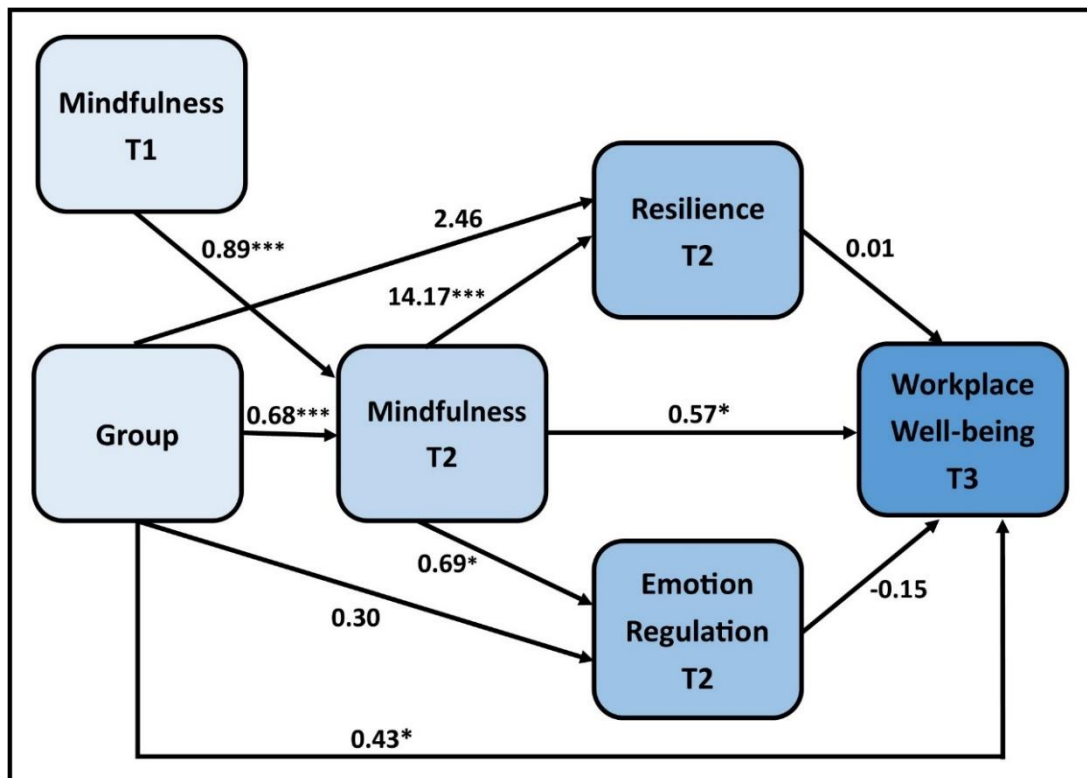 Mindfulness
T1
2.46
Resilience
T2
0.89***
14.17***
0.01
Group
0.68***
Mindfulness
T2
0.57*
Workplace
Well-being
T3
0.69*
0.30
Emotion
Regulation
T2
-0.15
0.43*